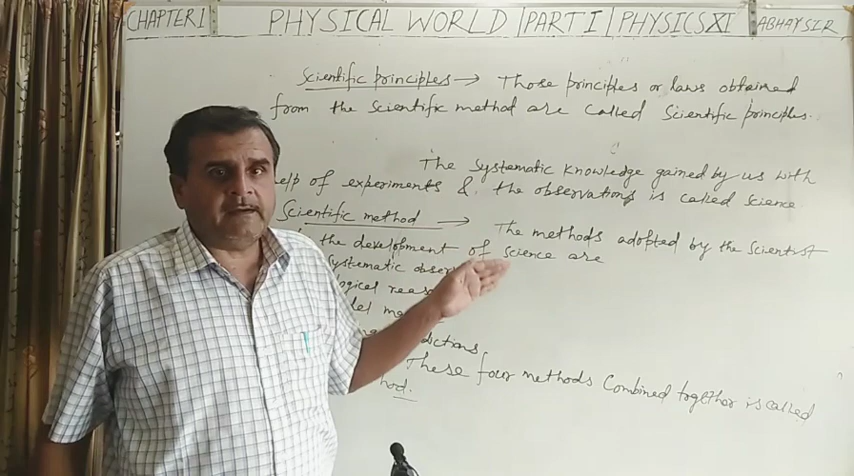 CHAPTER 1 | PHYSICAL WORLD | PART I | PHYSICS XI | ABHAY SIR
Scientific principles → Those principles or laws obtained
from the scientific method are called scientific principles.
The systematic knowledge gained by us with
of experiments & the observations is called science
Scientific method → The methods adopted by the scientist
the development of science are
systematic
These four methods combined together is called